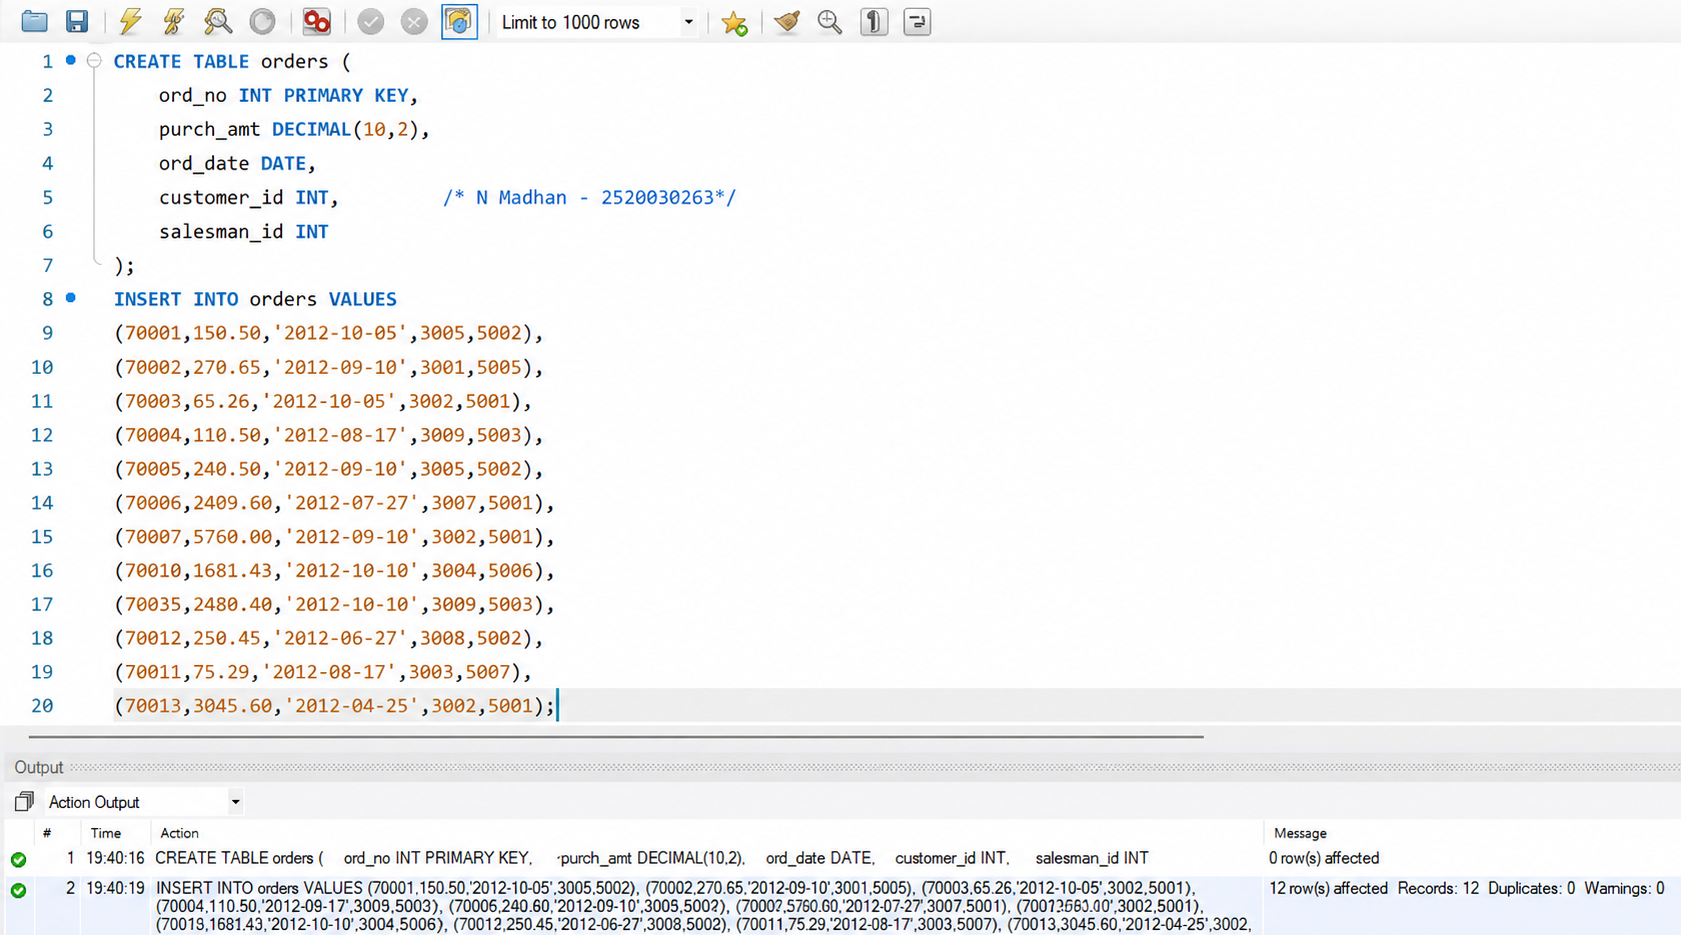 Limit to 1000 rows
1 CREATE TABLE orders (
2 ord_no INT PRIMARY KEY,
3 purch_amt DECIMAL(10,2),
4 ord_date DATE,
5 customer_id INT, /* N Madhan - 2520030263*/
6 salesman_id INT
7 );
8 INSERT INTO orders VALUES
9 (70001,150.50,'2012-10-05',3005,5002),
10 (70002,270.65,'2012-09-10',3001,5005),
11 (70003,65.26,'2012-10-05',3002,5001),
12 (70004,110.50,'2012-08-17',3009,5003),
13 (70005,240.50,'2012-09-10',3005,5002),
14 (70006,2409.60,'2012-07-27',3007,5001),
15 (70007,5760.00,'2012-09-10',3002,5001),
16 (70010,1681.43,'2012-10-10',3004,5006),
17 (70035,2480.40,'2012-10-10',3009,5003),
18 (70012,250.45,'2012-06-27',3008,5002),
19 (70011,75.29,'2012-08-17',3003,5007),
20 (70013,3045.60,'2012-04-25',3002,5001);
Output
Action Output
# Time Action Message
1 19:40:16 CREATE TABLE orders ( ord_no INT PRIMARY KEY, purch_amt DECIMAL(10,2), ord_date DATE, customer_id INT, salesman_id INT 0 row(s) affected
2 19:40:19 INSERT INTO orders VALUES (70001,150.50,'2012-10-05',3005,5002), (70002,270.65,'2012-09-10',3001,5005), (70003,65.26,'2012-10-05',3002,5001), 12 row(s) affected Records: 12 Duplicates: 0 Warnings: 0
(70004,110.50,'2012-09-17',3009,5003), (70006,240.60,'2012-09-10',3005,5002), (70002,5760.60,'2012-07-27',3007,5001), 3002,5001),
(70019,1681.43,'2012-10-10',3004,5006), (70012,250.45,'2012-06-27',3008,5002), (70011,75.29,'2012-08-17',3003,5007), (70013,3045.60,'2012-04-25',3002,